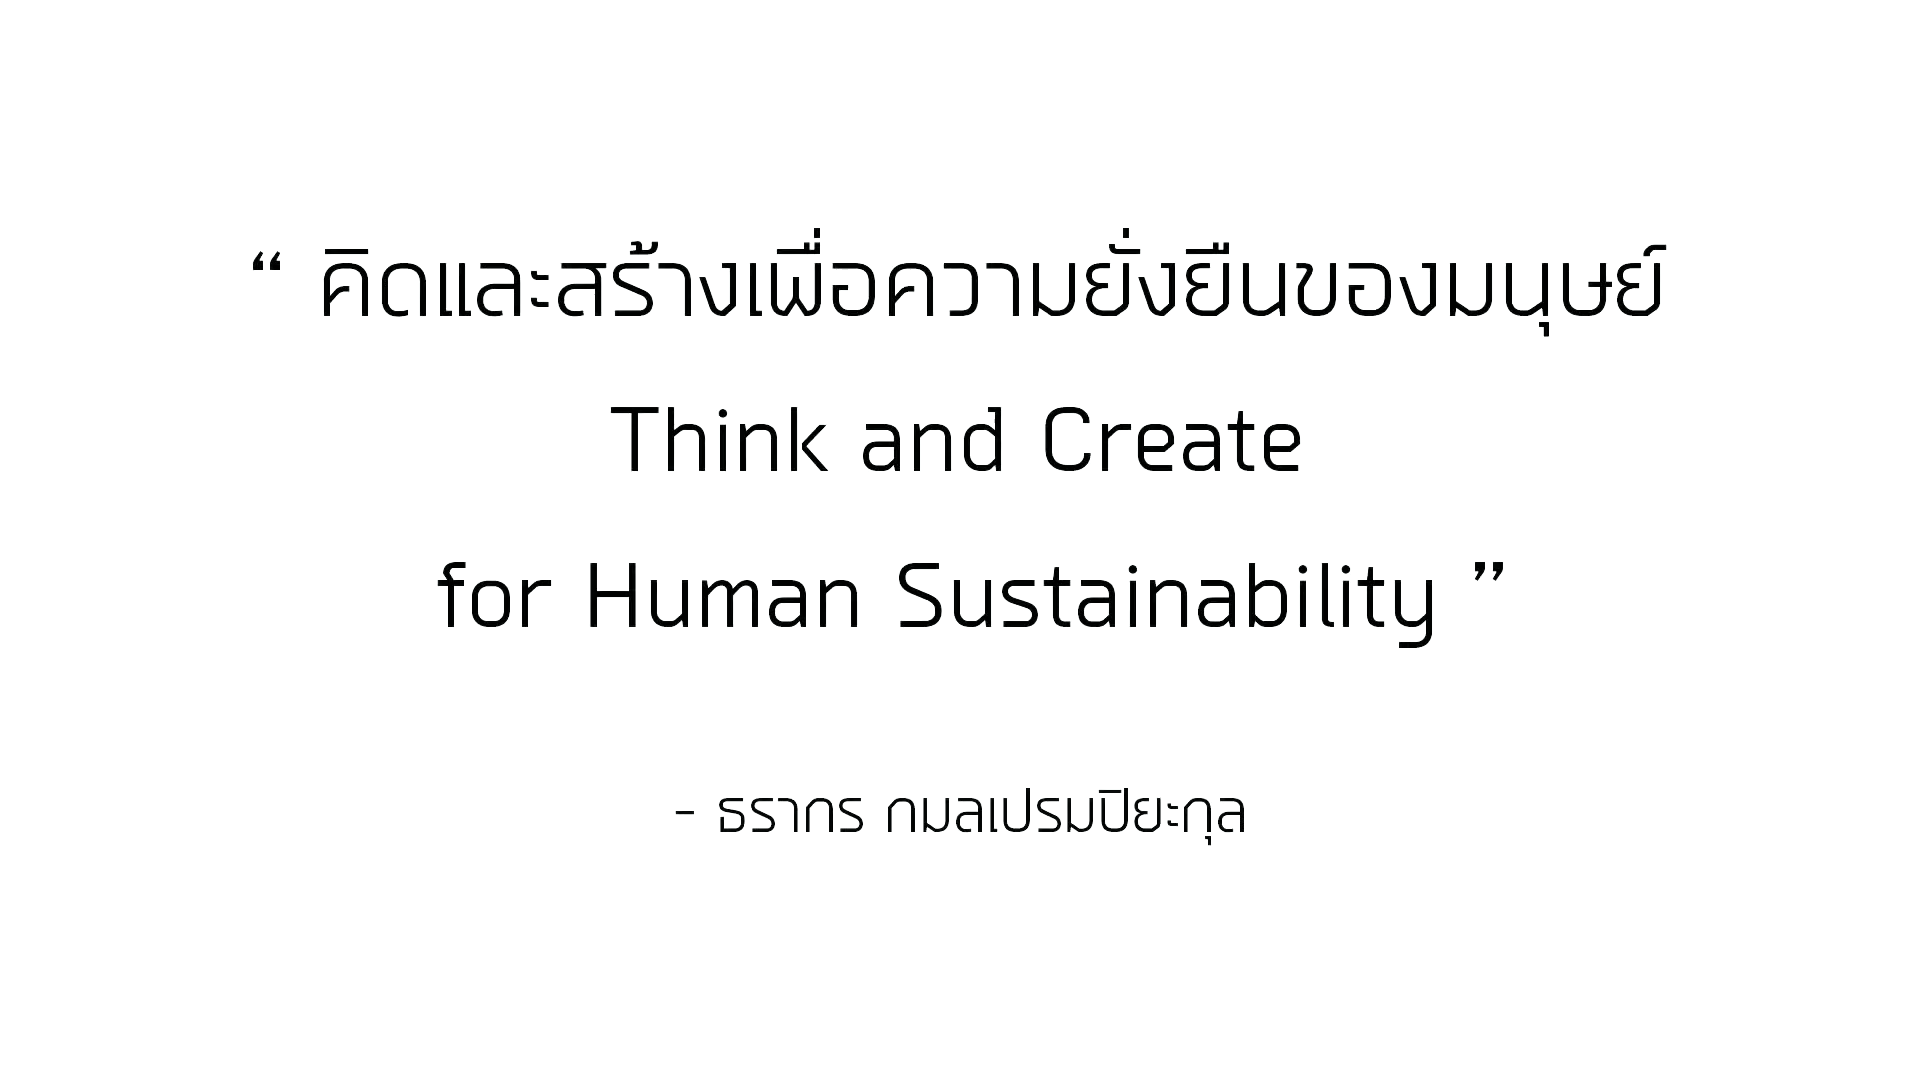 “ คิดและสร้างเพื่อความยั่งยืนของมนุษย์
Think and Create
for Human Sustainability ”
- ธรากร กมลเปรมปิยะกุล